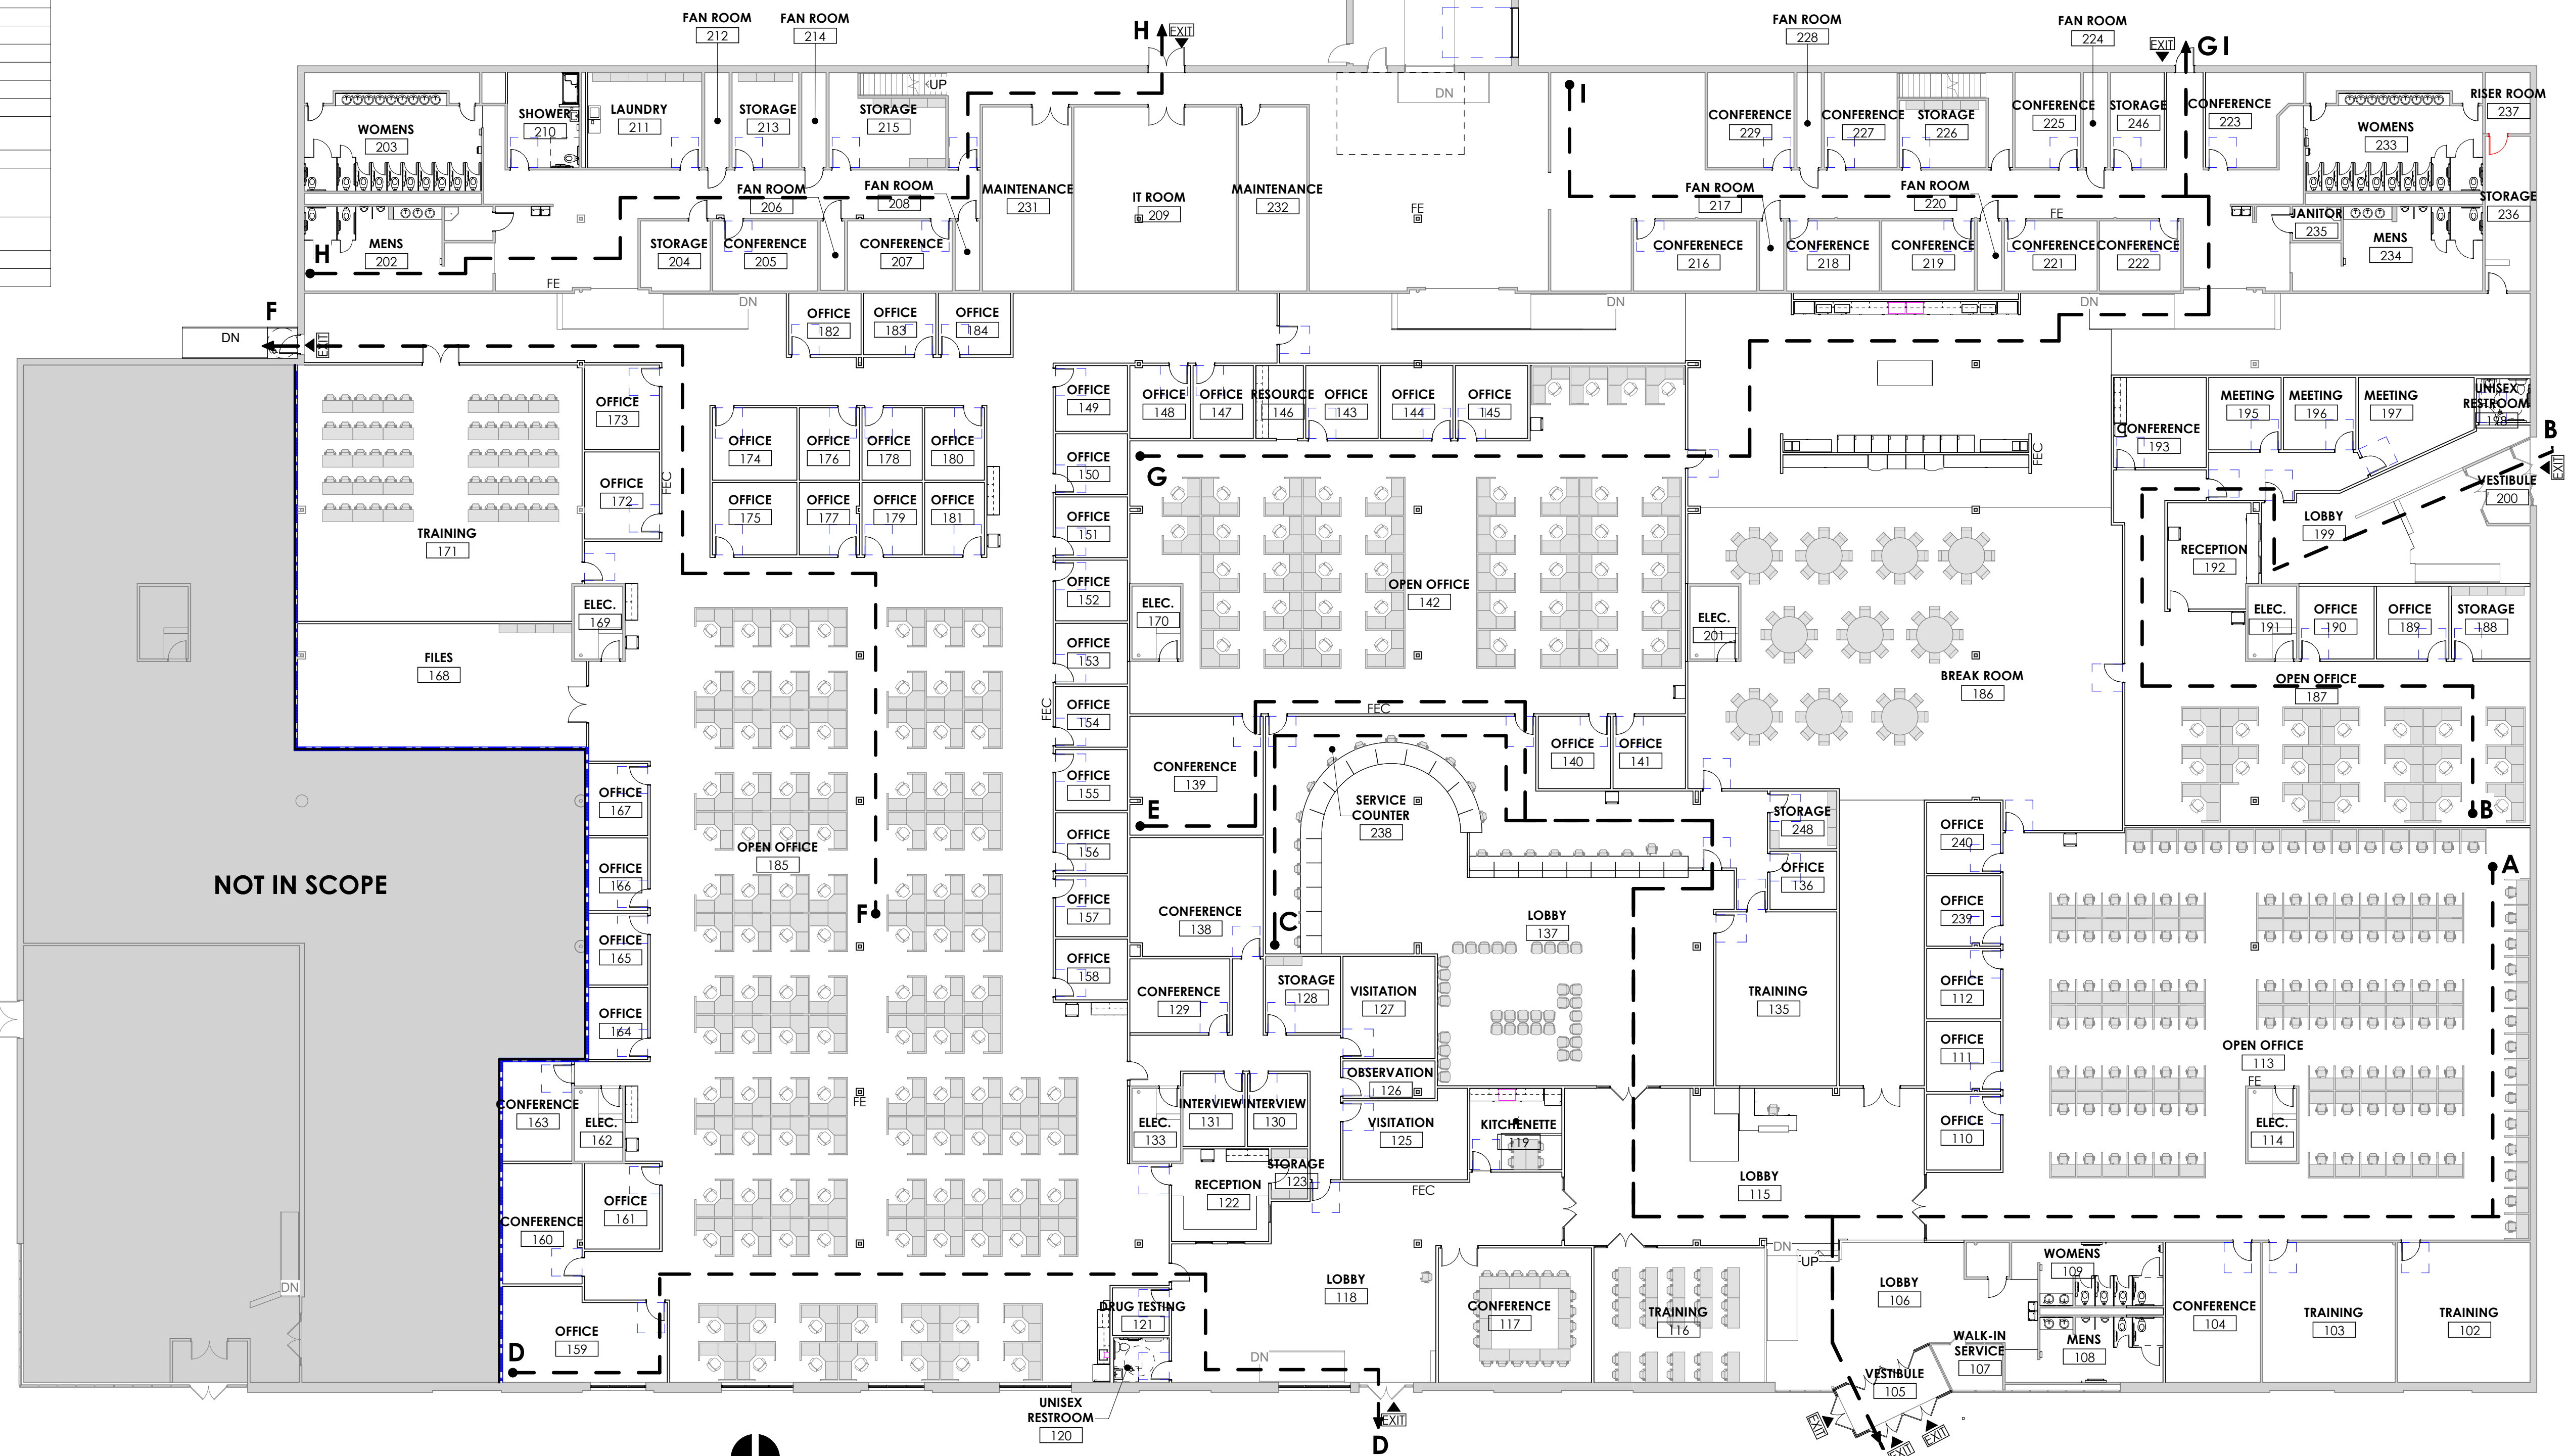 FAN ROOM
212
FAN ROOM
214
H
EXIT
FAN ROOM
228
FAN ROOM
224
EXIT
G I
WOMENS
203
SHOWER
210
LAUNDRY
211
STORAGE
213
STORAGE
215
UP
DN
I
CONFERENCE
229
CONFERENCE
227
STORAGE
226
CONFERENCE
225
STORAGE
246
CONFERENCE
223
WOMENS
233
RISER ROOM
237
FAN ROOM
206
FAN ROOM
208
MAINTENANCE
231
IT ROOM
209
MAINTENANCE
232
FE
FAN ROOM
217
FAN ROOM
220
FE
JANITOR
235
STORAGE
236
H
MENS
202
FE
STORAGE
204
CONFERENCE
205
CONFERENCE
207
CONFERENECE
216
CONFERENCE
218
CONFERENCE
219
CONFERENCE
221
CONFERENCE
222
MENS
234
F
DN
EXIT
DN
OFFICE
182
OFFICE
183
OFFICE
184
DN
DN
OFFICE
173
OFFICE
172
FEC
TRAINING
171
OFFICE
174
OFFICE
176
OFFICE
178
OFFICE
180
OFFICE
175
OFFICE
177
OFFICE
179
OFFICE
181
OFFICE
149
OFFICE
150
OFFICE
151
OFFICE
152
OFFICE
153
OFFICE
154
FEC
OFFICE
155
OFFICE
156
OFFICE
157
OFFICE
158
OFFICE
148
OFFICE
147
RESOURCE
146
OFFICE
143
OFFICE
144
OFFICE
145
G
OPEN OFFICE
142
ELEC.
170
FEC
ELEC.
201
BREAK ROOM
186
CONFERENCE
193
MEETING
195
MEETING
196
MEETING
197
UNISEX
RESTROOM
198
B
EXIT
VESTIBULE
200
LOBBY
199
RECEPTION
192
ELEC.
191
OFFICE
190
OFFICE
189
STORAGE
188
OPEN OFFICE
187
B
ELEC.
169
FILES
168
OFFICE
167
OFFICE
166
OFFICE
165
OFFICE
164
NOT IN SCOPE
OPEN OFFICE
185
F
FE
FEC
CONFERENCE
139
E
SERVICE
COUNTER
238
OFFICE
140
OFFICE
141
STORAGE
248
OFFICE
136
C
CONFERENCE
138
LOBBY
137
CONFERENCE
129
STORAGE
128
VISITATION
127
OBSERVATION
126
TRAINING
135
OFFICE
240
OFFICE
239
OFFICE
112
OFFICE
111
OFFICE
110
A
OPEN OFFICE
113
FE
ELEC.
114
CONFERENCE
163
ELEC.
162
OFFICE
161
CONFERENCE
160
OFFICE
159
D
DN
ELEC.
133
INTERVIEW
131
INTERVIEW
130
VISITATION
125
KITCHENETTE
119
RECEPTION
122
STORAGE
123
FEC
LOBBY
115
LOBBY
118
DRUG TESTING
121
DN
CONFERENCE
117
TRAINING
116
DN
UP
LOBBY
106
WOMENS
109
MENS
108
WALK-IN
SERVICE
107
VESTIBULE
105
CONFERENCE
104
TRAINING
103
TRAINING
102
UNISEX
RESTROOM
120
EXIT
D
EXIT
EXIT
EXIT